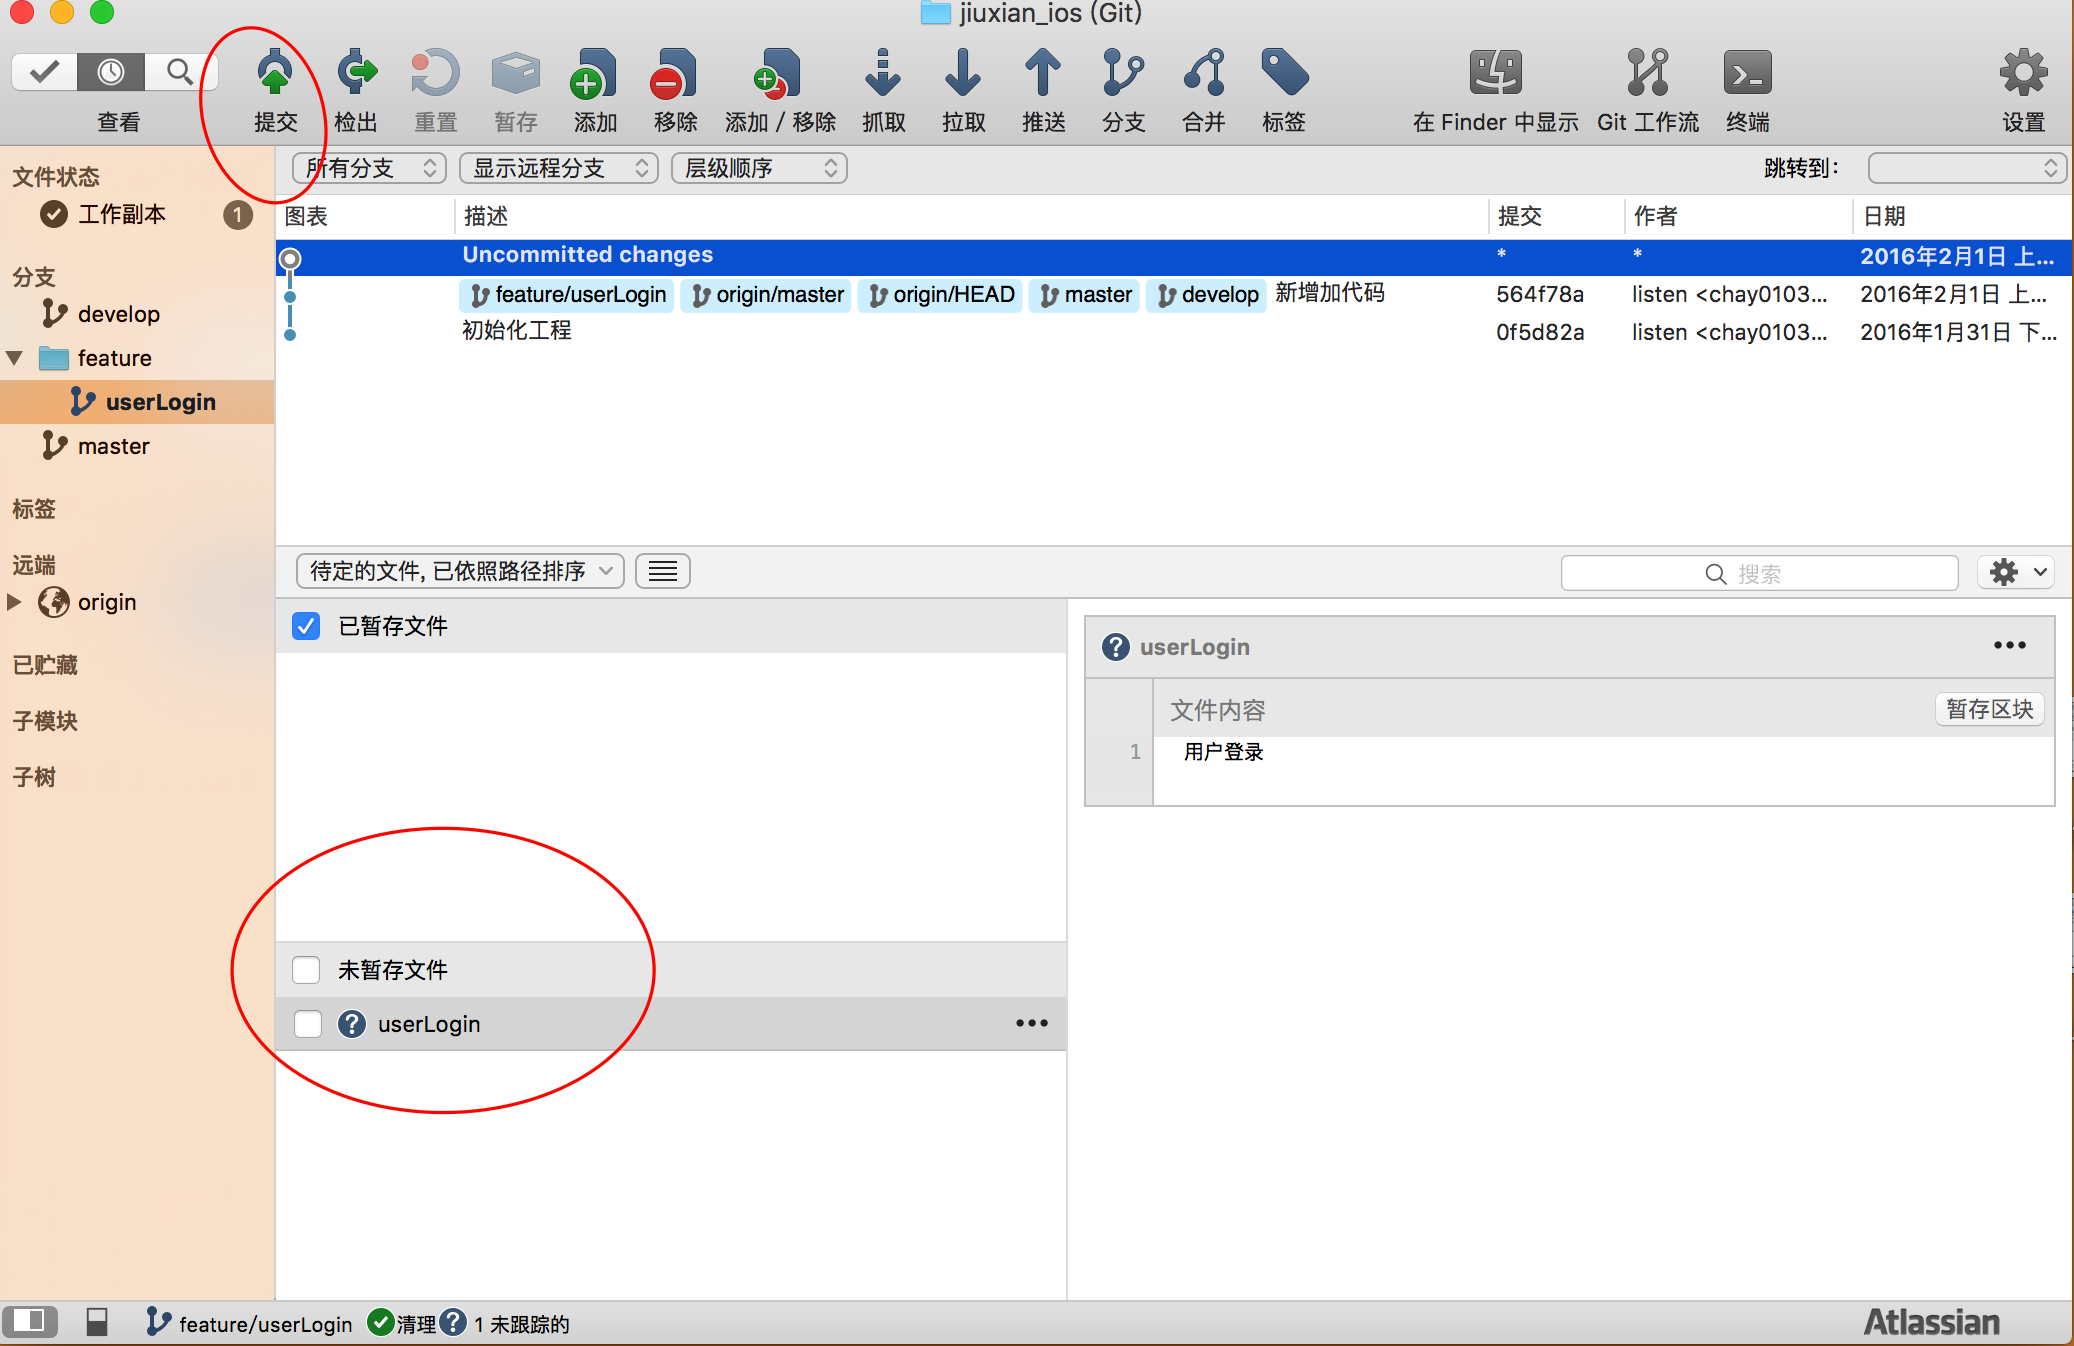 jiuxian_ios (Git)
查看 提交 检出 重置 暂存 添加 移除 添加 / 移除 抓取 拉取 推送 分支 合并 标签 在 Finder 中显示 Git 工作流 终端 设置
所有分支 显示远程分支 层级顺序 跳转到:
图表 描述 提交 作者 日期
Uncommitted changes * * 2016年2月1日 上...
feature/userLogin origin/master origin/HEAD master develop 新增加代码 564f78a listen <chay0103... 2016年2月1日 上...
初始化工程 0f5d82a listen <chay0103... 2016年1月31日 下...
文件状态
工作副本 1
分支
develop
feature
userLogin
master
标签
远端
origin
已贮藏
子模块
子树
待定的文件, 已依照路径排序 搜索
已暂存文件
未暂存文件
userLogin
userLogin
文件内容 暂存区块
1 用户登录
feature/userLogin 清理 1 未跟踪的 Atlassian